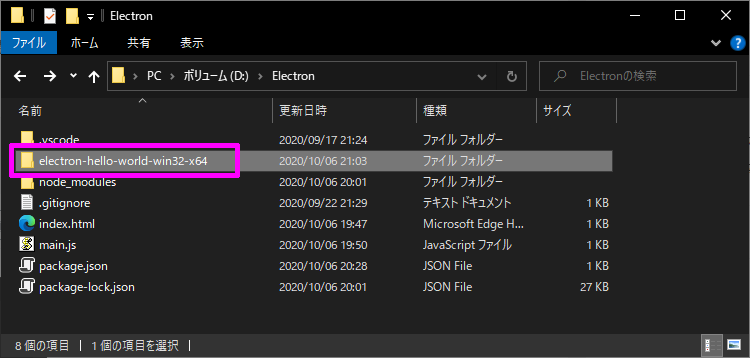 Electron
ファイル ホーム 共有 表示
PC ボリューム (D:) Electron Electronの検索
名前 更新日時 種類 サイズ
.vscode 2020/09/17 21:24 ファイル フォルダー
electron-hello-world-win32-x64 2020/10/06 21:03 ファイル フォルダー
node_modules 2020/10/06 20:01 ファイル フォルダー
.gitignore 2020/09/22 21:29 テキスト ドキュメント 1 KB
index.html 2020/10/06 19:47 Microsoft Edge H... 1 KB
main.js 2020/10/06 19:50 JavaScript ファイル 1 KB
package.json 2020/10/06 20:28 JSON File 1 KB
package-lock.json 2020/10/06 20:01 JSON File 27 KB
8 個の項目 1 個の項目を選択